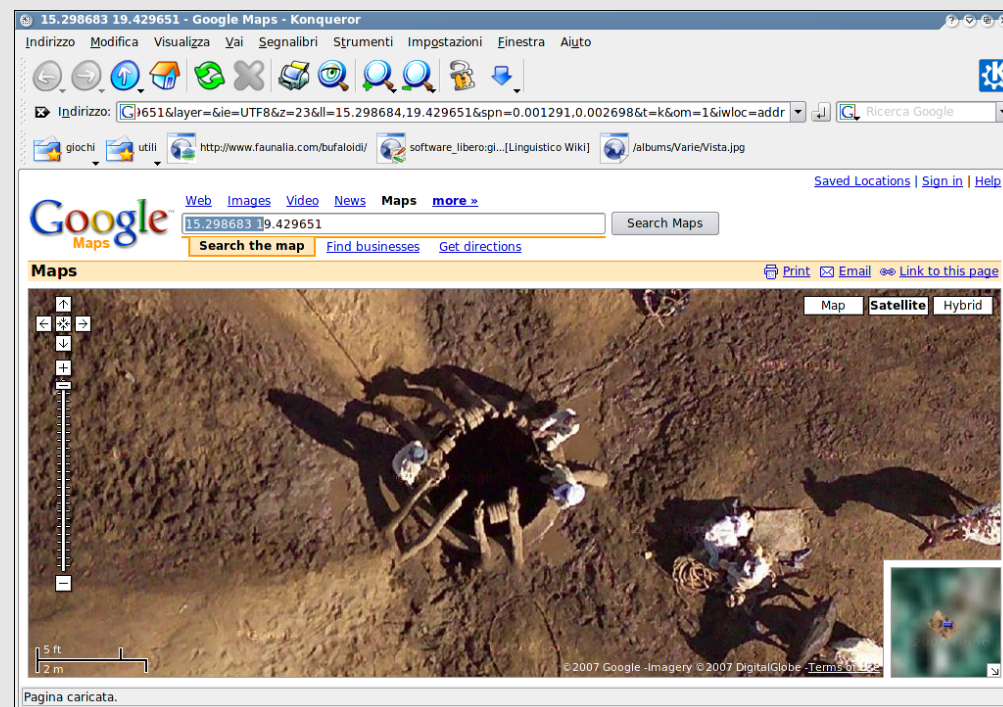 15.298683 19.429651 - Google Maps - Konqueror
Indirizzo Modifica Visualizza Vai Segnalibri Strumenti Impostazioni Finestra Aiuto
Indirizzo: 9651&layer=&ie=UTF8&z=23&ll=15.298684,19.429651&spn=0.001291,0.002698&t=k&om=1&iwloc=addr Ricerca Google
giochi utili http://www.faunalia.com/bufaloidi/ software_libero:gi...[Linguistico Wiki] /albums/Varie/Vista.jpg
Saved Locations | Sign in | Help
Web Images Video News Maps more »
Google Maps
15.298683 19.429651 Search Maps
Search the map Find businesses Get directions
Maps Print Email Link to this page
Map Satellite Hybrid
5 ft
2 m
©2007 Google -Imagery ©2007 DigitalGlobe -Terms of Use
Pagina caricata.